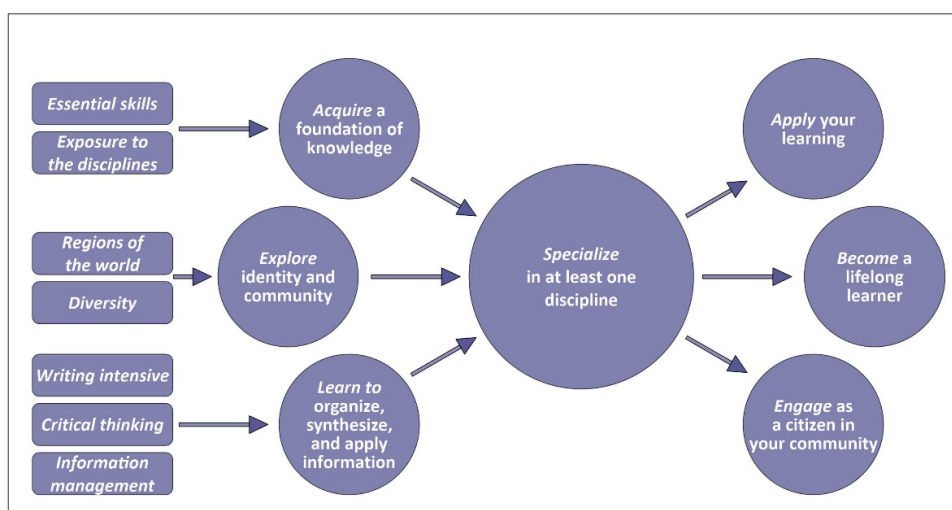 Essential skills
Exposure to
the disciplines
Acquire a
foundation of
knowledge
Regions of
the world
Diversity
Explore
identity and
community
Writing intensive
Critical thinking
Information
management
Learn to
organize,
synthesize,
and apply
information
Specialize
in at least one
discipline
Apply your
learning
Become a
lifelong
learner
Engage as
a citizen in
your community